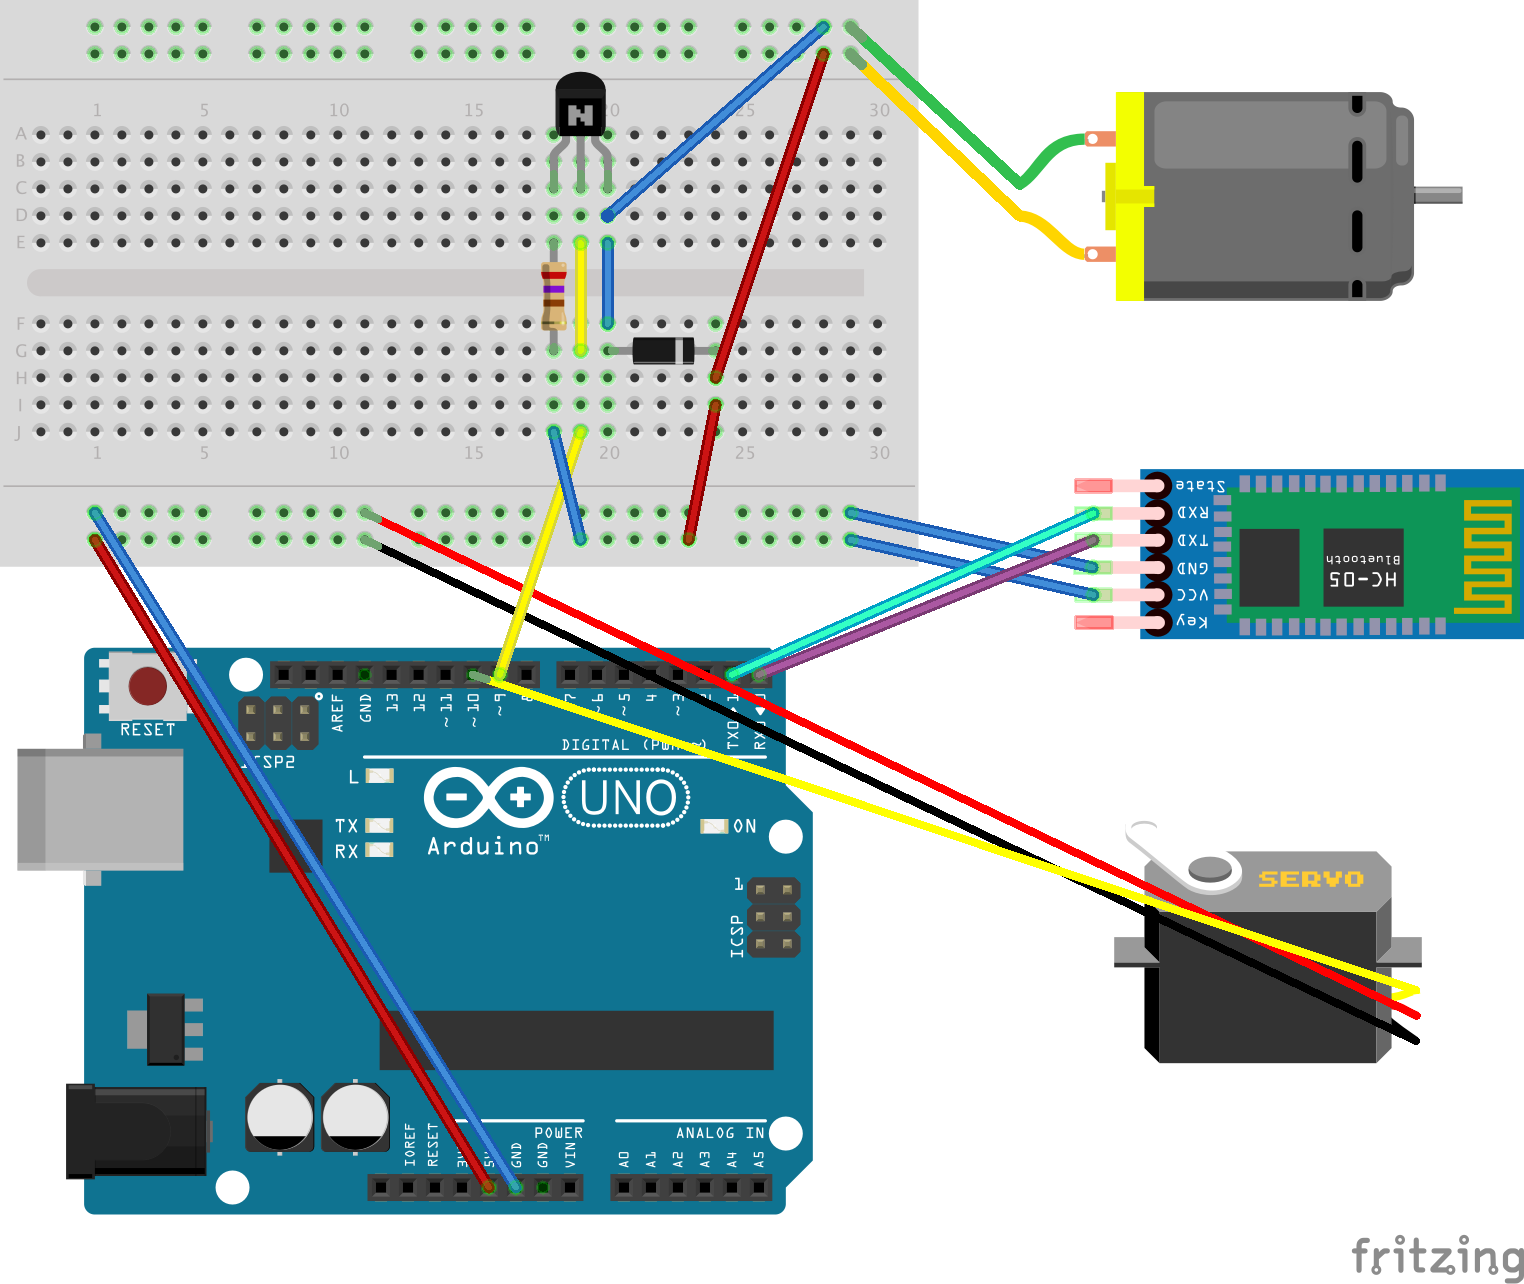 1 5 10 15 20 25 30
A
B
C
D
E
F
G
H
I
J
1 5 10 15 20 25 30
N
State
RXD
TXD
GND
VCC
Key
HC-05
Bluetooth
RESET
ICSP2
AREF
GND
13
12
~11
~10
~9
8
7
~6
~5
4
~3
2
TX0 1
RX0 0
DIGITAL (PWM~)
L
TX
RX
UNO
Arduino™
ON
1
ICSP
SERVO
POWER
ANALOG IN
IOREF
RESET
3V
5V
GND
GND
VIN
A0
A1
A2
A3
A4
A5
fritzing